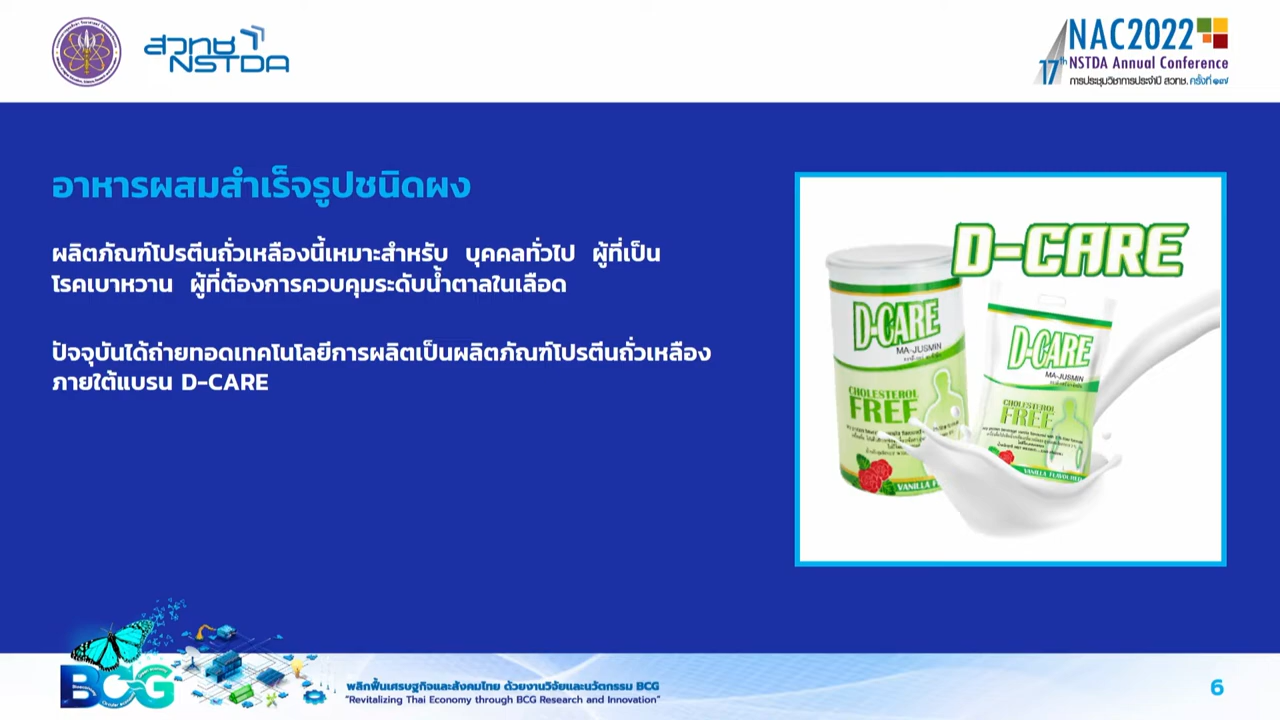 สวทช
NSTDA
NAC2022
17th NSTDA Annual Conference
การประชุมวิชาการประจำปี สวทช. ครั้งที่ ๑๗
อาหารผสมสำเร็จรูปชนิดผง
ผลิตภัณฑ์โปรตีนถั่วเหลืองนี้เหมาะสำหรับ บุคคลทั่วไป ผู้ที่เป็น
โรคเบาหวาน ผู้ที่ต้องการควบคุมระดับน้ำตาลในเลือด
ปัจจุบันได้ถ่ายทอดเทคโนโลยีการผลิตเป็นผลิตภัณฑ์โปรตีนถั่วเหลือง
ภายใต้แบรน D-CARE
D-CARE
D-CARE
MA-JUSMIN
CHOLESTEROL
FREE
VANILLA F
D-CARE
MA-JUSMIN
CHOLESTEROL
FREE
VANILLA FLAVOURED
BCG
พลิกฟื้นเศรษฐกิจและสังคมไทย ด้วยงานวิจัยและนวัตกรรม BCG
"Revitalizing Thai Economy through BCG Research and Innovation"
6